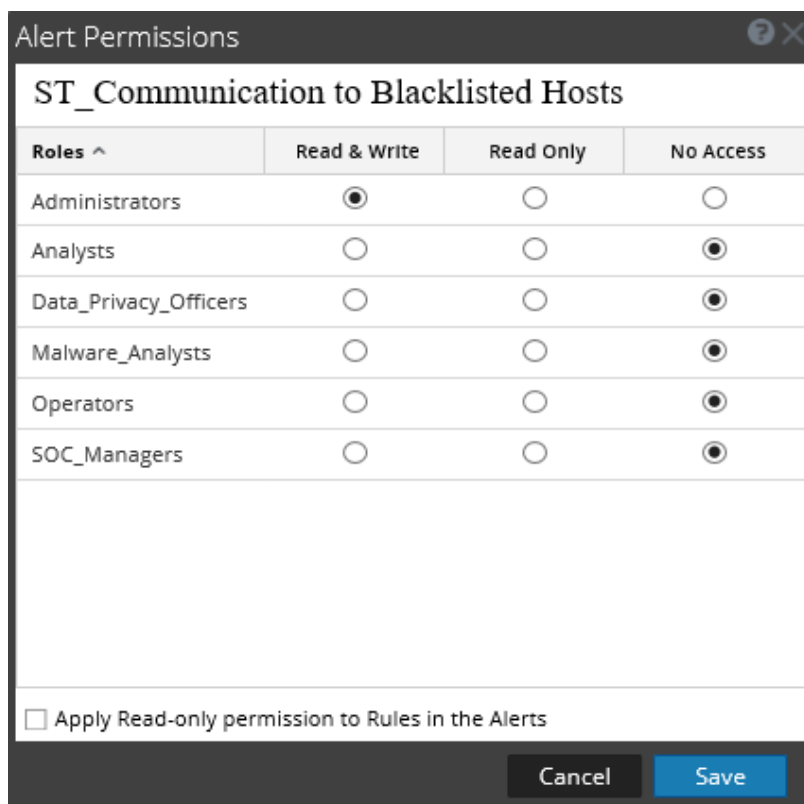 Alert Permissions
ST_Communication to Blacklisted Hosts
Roles Read & Write Read Only No Access
Administrators
Analysts
Data_Privacy_Officers
Malware_Analysts
Operators
SOC_Managers
Apply Read-only permission to Rules in the Alerts
Cancel Save